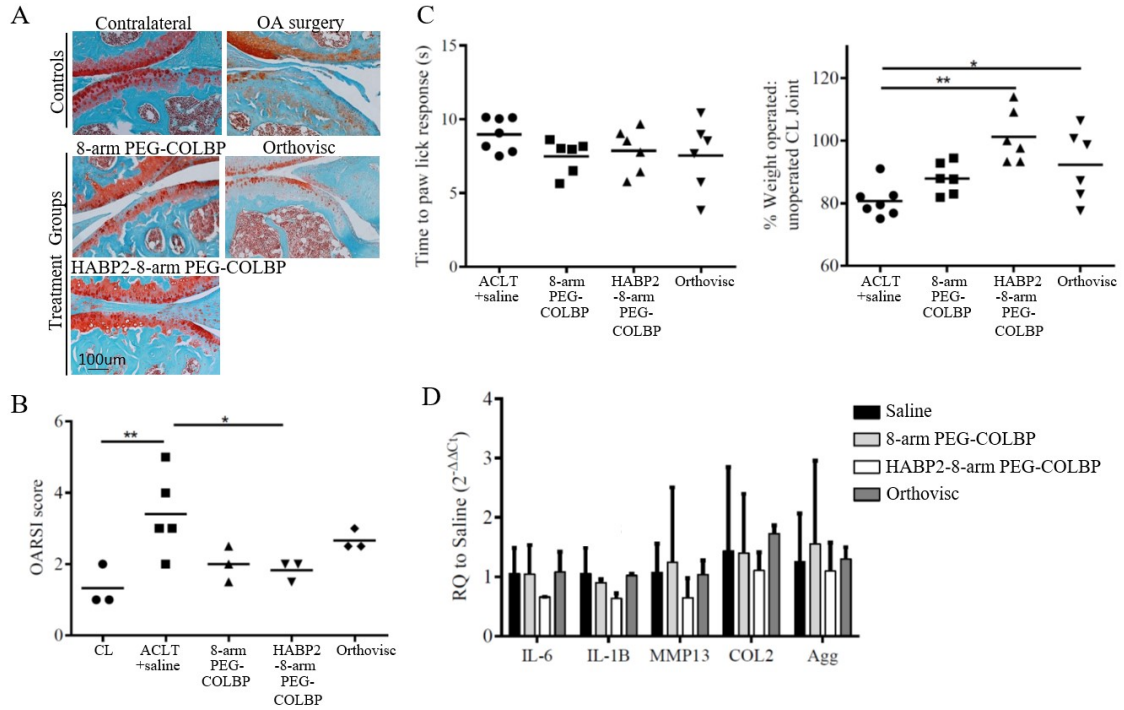 A
Contralateral
OA surgery
Controls
8-arm PEG-COLBP
Orthovisc
Treatment Groups
HABP2-8-arm PEG-COLBP
100um
B
OARSI score
6
4
2
0
**
*
CL
ACLT
+saline
8-arm
PEG-
COLBP
HABP2
-8-arm
PEG-
COLBP
Orthovisc
C
Time to paw lick response (s)
15
10
5
0
ACLT
+saline
8-arm
PEG-
COLBP
HABP2
-8-arm
PEG-
COLBP
Orthovisc
% Weight operated:
unoperated CL Joint
120
100
80
60
*
**
ACLT
+saline
8-arm
PEG-
COLBP
HABP2
-8-arm
PEG-
COLBP
Orthovisc
D
RQ to Saline (2^-ΔΔCt)
4
3
2
1
0
IL-6 IL-1B MMP13 COL2 Agg
Saline
8-arm PEG-COLBP
HABP2-8-arm PEG-COLBP
Orthovisc